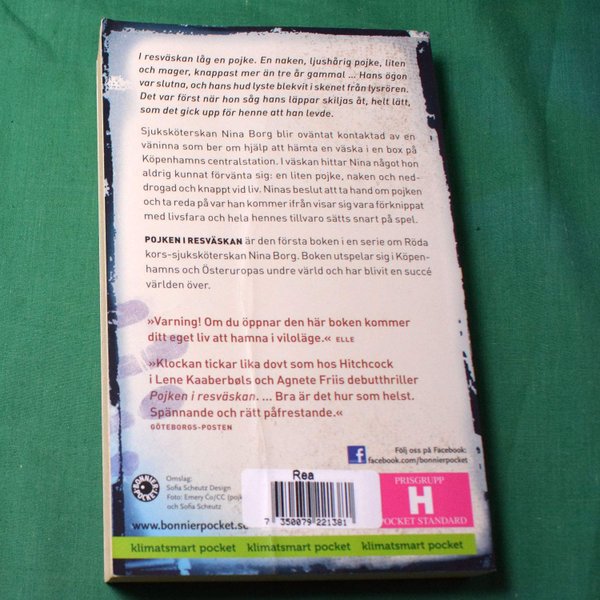 I resväskan låg en pojke. En naken, ljushårig pojke, liten
och mager, knappast mer än tre år gammal ... Hans ögon
var slutna, och hans hud lyste blekvit i skenet från lysrören.
Det var först när hon såg hans läppar skiljas åt, helt lätt,
som det gick upp för henne att han levde.
Sjuksköterskan Nina Borg blir oväntat kontaktad av en
väninna som ber om hjälp att hämta en väska i en box på
Köpenhamns centralstation. I väskan hittar Nina något hon
aldrig kunnat förvänta sig: en liten pojke, naken och ned-
drogad och knappt vid liv. Ninas beslut att ta hand om pojken
och ta reda på var han kommer ifrån visar sig vara förknippat
med livsfara och hela hennes tillvaro sätts snart på spel.
POJKEN I RESVÄSKAN är den första boken i en serie om Röda
kors-sjuksköterskan Nina Borg. Boken utspelar sig i Köpen-
hamns och Östeuropas undre värld och har blivit en succé
världen över.
»Varning! Om du öppnar den här boken kommer
ditt eget liv att hamna i viloläge.« ELLE
»Klockan tickar lika dovt som hos Hitchcock
i Lene Kaaberbøls och Agnete Friis debutthriller
Pojken i resväskan. ... Bra är det hur som helst.
Spännande och rätt påfrestande.«
GÖTEBORGS-POSTEN
Följ oss på Facebook:
facebook.com/bonnierpocket
BONNIER POCKET
Omslag:
Sofia Scheutz Design
Foto: Emery Co/CC (pojk
och Sofia Scheutz
www.bonnierpocket.se
Rea
7 350079 221381
PRISGRUPP
H
POCKET STANDARD
klimatsmart pocket klimatsmart pocket klimatsmart pocket